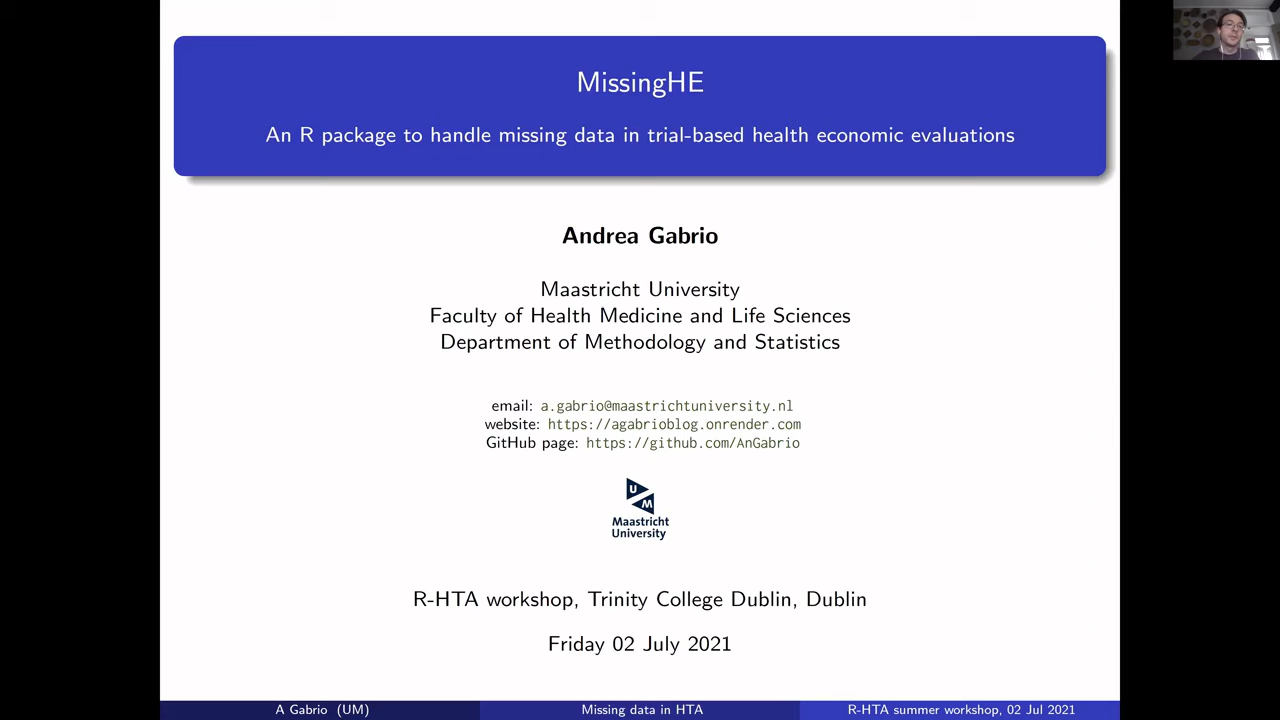 MissingHE
An R package to handle missing data in trial-based health economic evaluations
Andrea Gabrio
Maastricht University
Faculty of Health Medicine and Life Sciences
Department of Methodology and Statistics
email: a.gabrio@maastrichtuniversity.nl
website: https://agabrioblog.onrender.com
GitHub page: https://github.com/AnGabrio
U
M
Maastricht
University
R-HTA workshop, Trinity College Dublin, Dublin
Friday 02 July 2021
A Gabrio (UM)
Missing data in HTA
R-HTA summer workshop, 02 Jul 2021